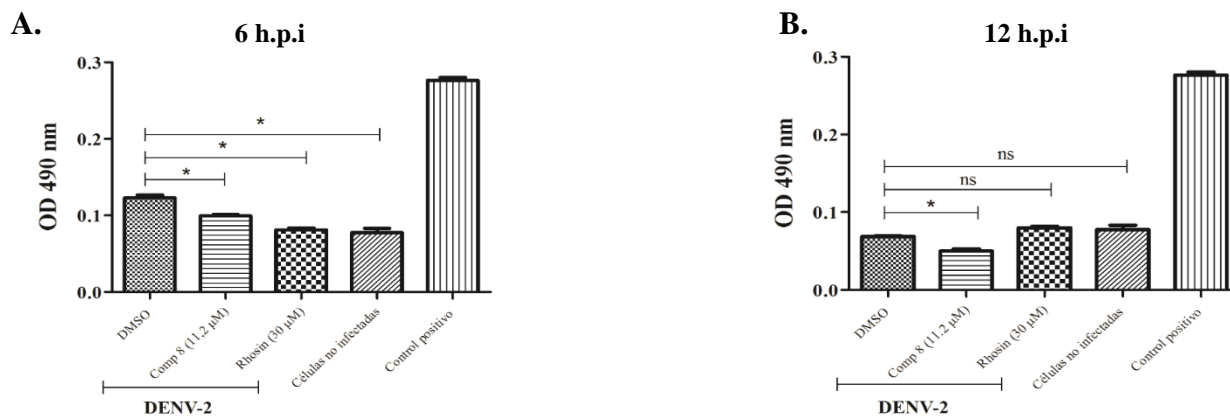 A.
6 h.p.i
OD 490 nm
0.3
0.2
0.1
0.0
*
*
*
DMSO
Comp 8 (11,2 µM)
Rhosin (30 µM)
Células no infectadas
Control positivo
DENV-2
B.
12 h.p.i
OD 490 nm
0.3
0.2
0.1
0.0
ns
ns
*
DMSO
Comp 8 (11.2 µM)
Rhosin (30 µM)
Células no infectadas
Control positivo
DENV-2